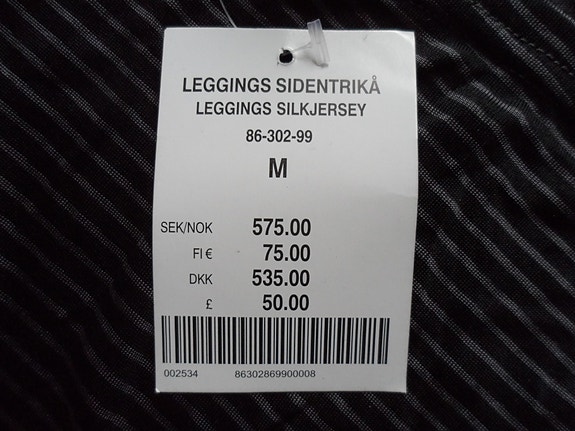 LEGGINGS SIDENTRIKÅ
LEGGINGS SILKJERSEY
86-302-99
M
SEK/NOK 575.00
FI € 75.00
DKK 535.00
£ 50.00
002534 86302869900008